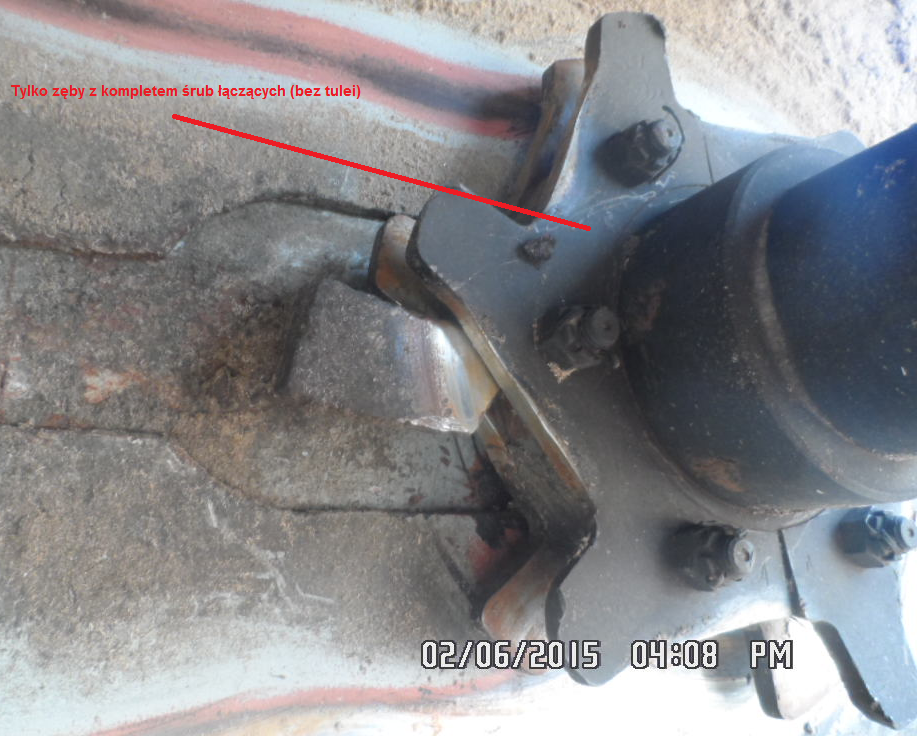 Tylko zęby z kompletem śrub łączących (bez tulei)
02/06/2015 04:08 PM